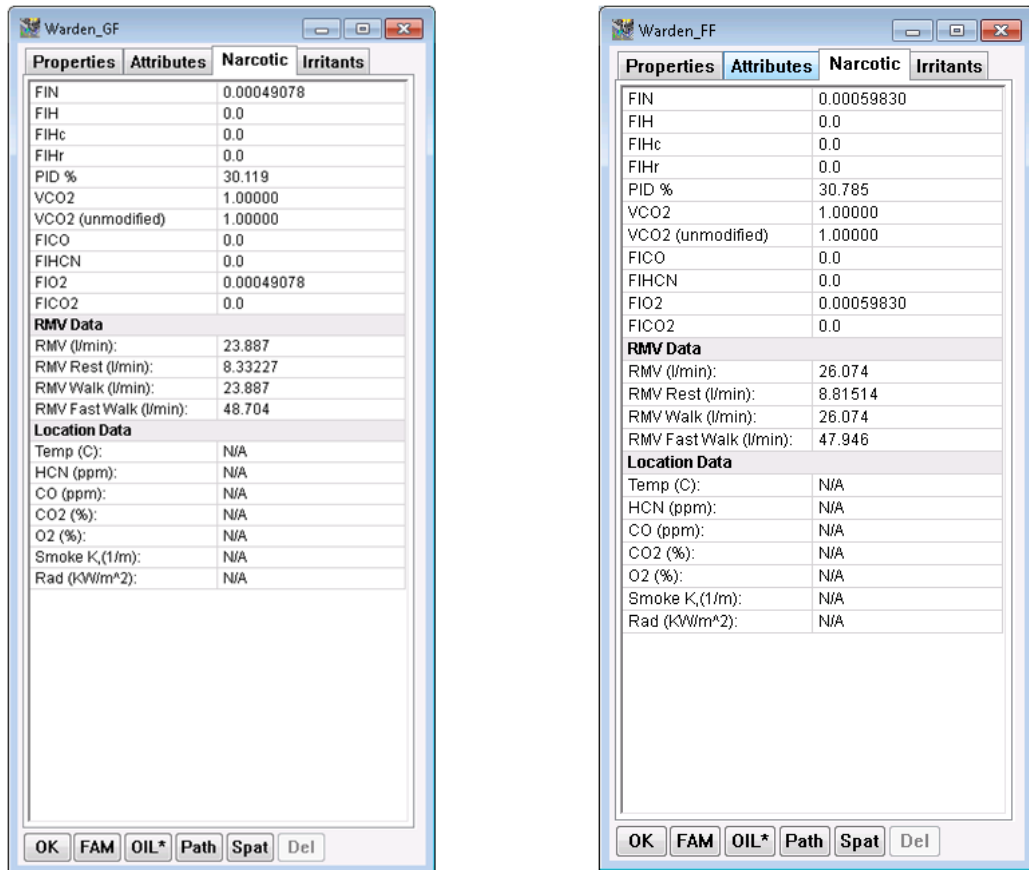 Warden_GF
Properties Attributes Narcotic Irritants
FIN 0.00049078
FIH 0.0
FIHc 0.0
FIHr 0.0
PID % 30.119
VCO2 1.00000
VCO2 (unmodified) 1.00000
FICO 0.0
FIHCN 0.0
FIO2 0.00049078
FICO2 0.0
RMV Data
RMV (l/min): 23.887
RMV Rest (l/min): 8.33227
RMV Walk (l/min): 23.887
RMV Fast Walk (l/min): 48.704
Location Data
Temp (C): N/A
HCN (ppm): N/A
CO (ppm): N/A
CO2 (%): N/A
O2 (%): N/A
Smoke K,(1/m): N/A
Rad (KW/m^2): N/A
OK FAM OIL* Path Spat Del
Warden_FF
Properties Attributes Narcotic Irritants
FIN 0.00059830
FIH 0.0
FIHc 0.0
FIHr 0.0
PID % 30.785
VCO2 1.00000
VCO2 (unmodified) 1.00000
FICO 0.0
FIHCN 0.0
FIO2 0.00059830
FICO2 0.0
RMV Data
RMV (l/min): 26.074
RMV Rest (l/min): 8.81514
RMV Walk (l/min): 26.074
RMV Fast Walk (l/min): 47.946
Location Data
Temp (C): N/A
HCN (ppm): N/A
CO (ppm): N/A
CO2 (%): N/A
O2 (%): N/A
Smoke K,(1/m): N/A
Rad (KW/m^2): N/A
OK FAM OIL* Path Spat Del